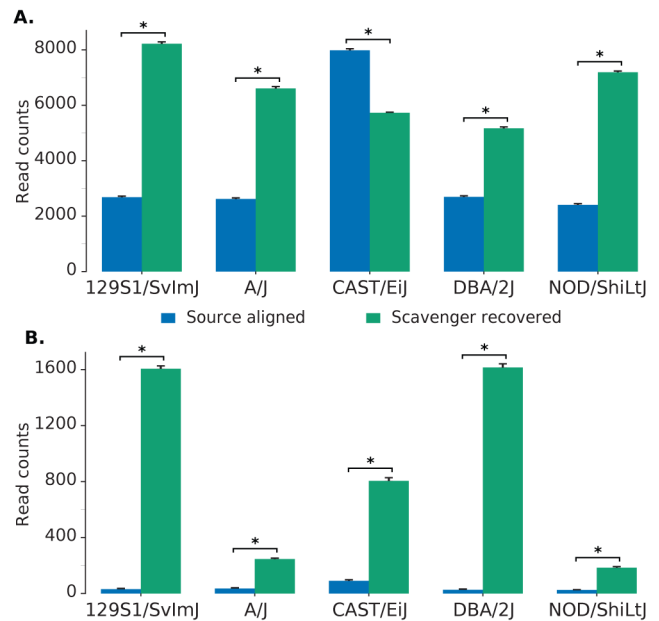 A.
*
*
*
*
*
8000
6000
4000
2000
0
Read counts
129S1/SvImJ A/J CAST/EiJ DBA/2J NOD/ShiLtJ
Source aligned Scavenger recovered
B.
*
*
*
*
*
1600
1200
800
400
0
Read counts
129S1/SvImJ A/J CAST/EiJ DBA/2J NOD/ShiLtJ